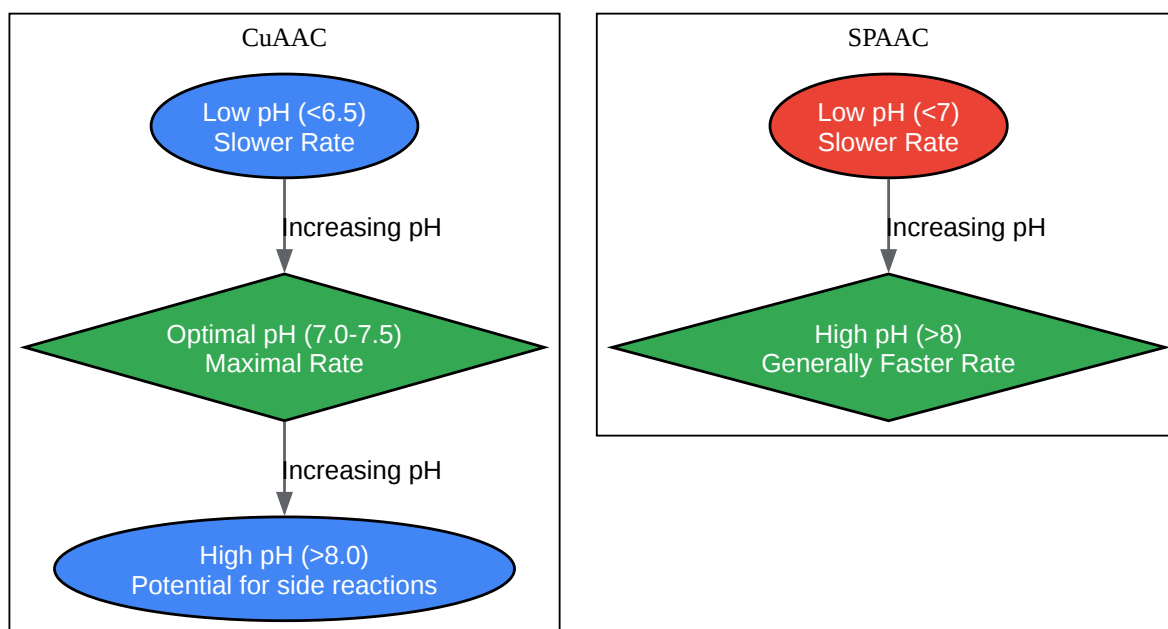 CuAAC
Low pH (<6.5)
Slower Rate
Increasing pH
Optimal pH (7.0-7.5)
Maximal Rate
Increasing pH
High pH (>8.0)
Potential for side reactions
SPAAC
Low pH (<7)
Slower Rate
Increasing pH
High pH (>8)
Generally Faster Rate